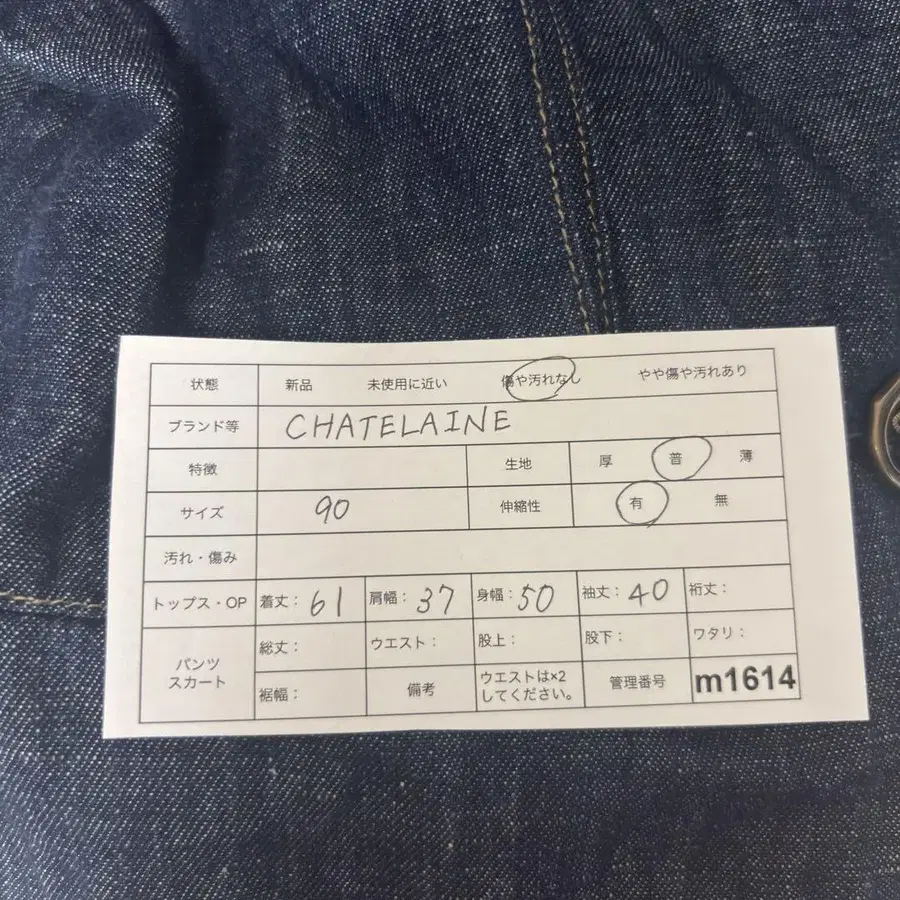 状態 新品 未使用に近い 傷や汚れなし やや傷や汚れあり
ブランド等 CHATELAINE
特徴 生地 厚 普 薄
サイズ 90 伸縮性 有 無
汚れ・傷み
トップス・OP 着丈: 61 肩幅: 37 身幅: 50 袖丈: 40 裄丈:
パンツ
スカート
総丈: ウエスト: 股上: 股下: ワタリ:
裾幅: 備考 ウエストは×2
してください。 管理番号 m1614